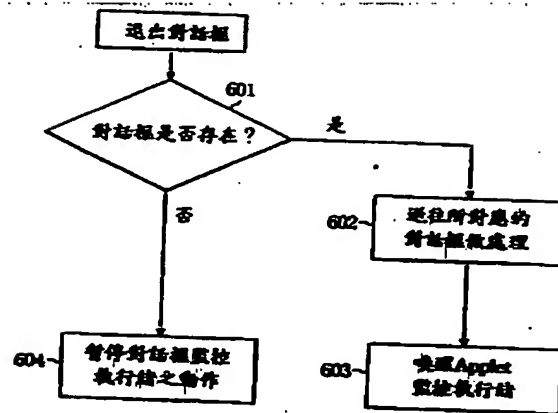 退出對話框
601
對話框是否存在?
是
否
602
送往所對應的
對話框做處理
604
暫停對話框監控
執行緒之動作
603
喚醒Applet
監控執行緒